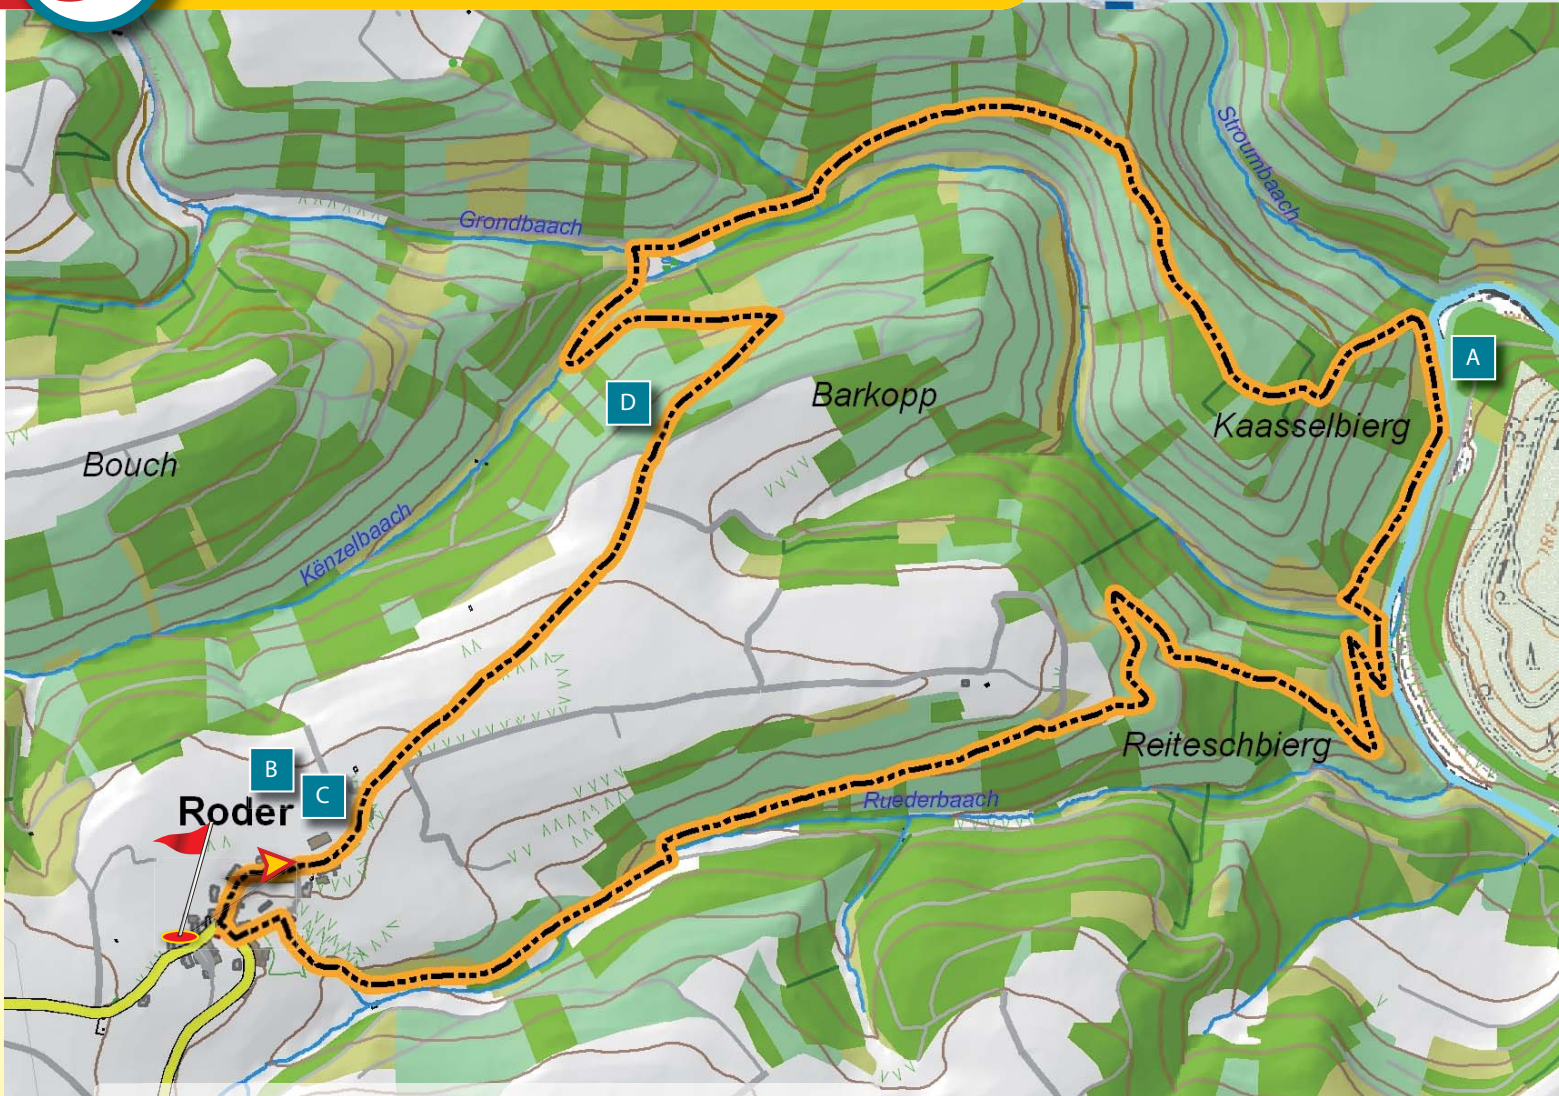 Grondbaach
Stroumbaach
A
D
Barkopp
Kaasselbierg
Bouch
Kënzelbaach
Reiteschbierg
B
C
Roder
Ruederbaach